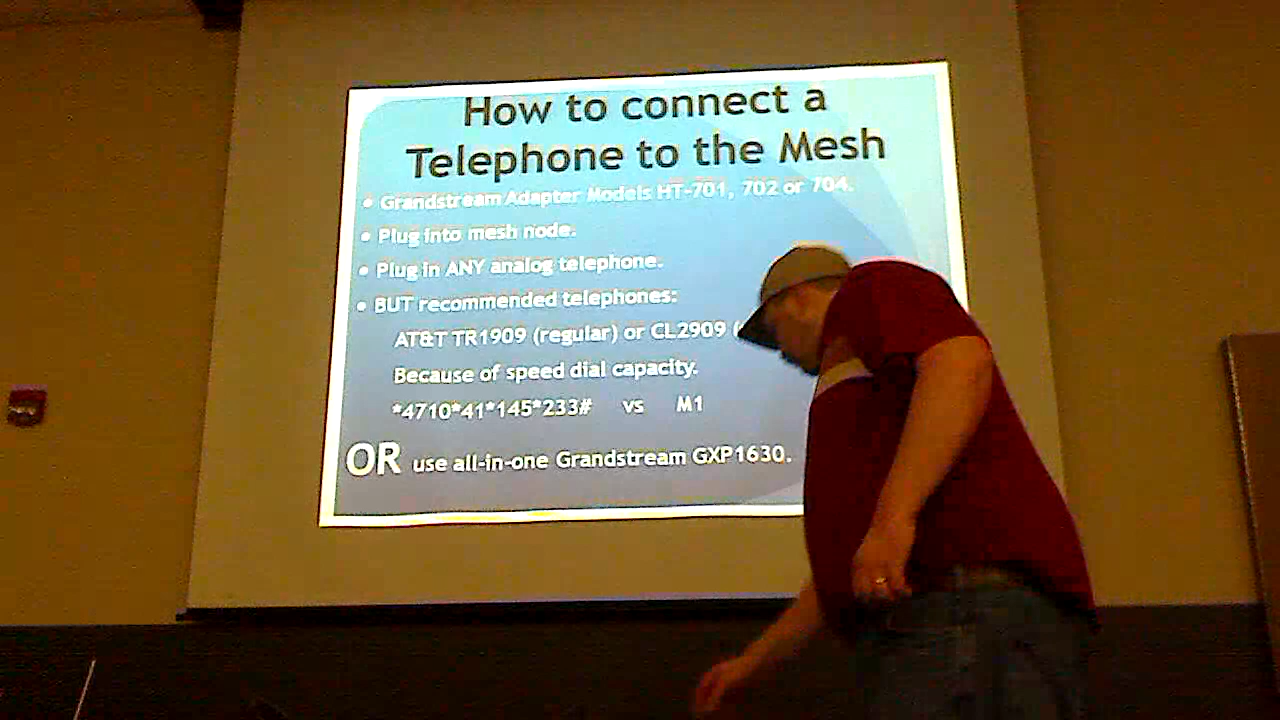 How to connect a
Telephone to the Mesh
• Grandstream Adapter Models HT-701, 702 or 704.
• Plug into mesh node.
• Plug in ANY analog telephone.
• BUT recommended telephones:
AT&T TR1909 (regular) or CL2909 (
Because of speed dial capacity.
*4710*41*145*233# vs M1
OR use all-in-one Grandstream GXP1630.